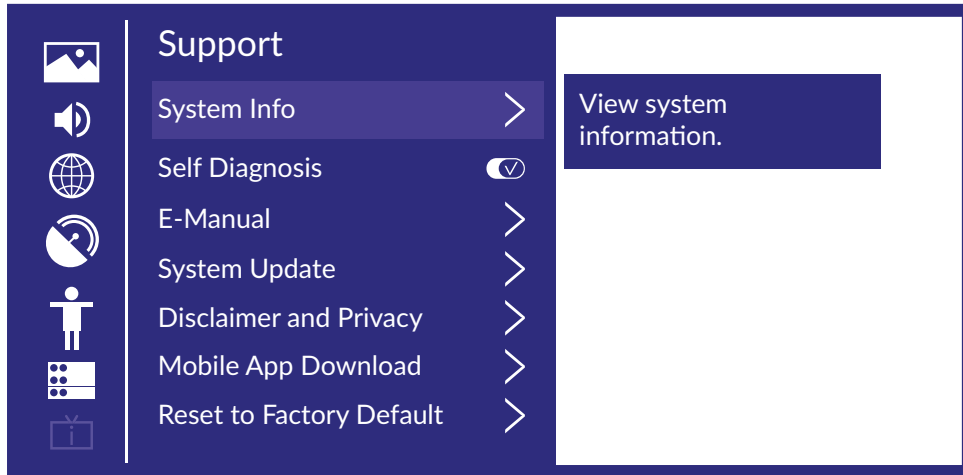 Support
System Info
View system
information.
Self Diagnosis
E-Manual
System Update
Disclaimer and Privacy
Mobile App Download
Reset to Factory Default